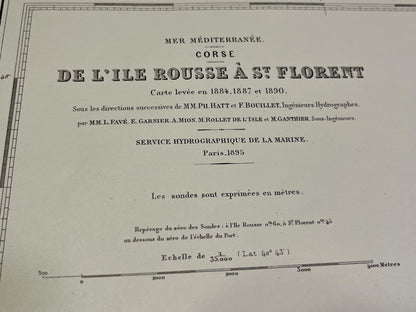 MER MÉDITERRANÉE.
CORSE
DE L'ILE ROUSSE À St FLORENT
Carte levée en 1884, 1887 et 1890.
Sous les directions successives de MM. PH. HATT et F. BOUILLET, Ingénieurs Hydrographes.
par MM. L. FAVÉ. E. GARNIER. A. MION. M. ROLLET DE L'ISLE et M. GANTHIER, Sous-Ingénieurs.
SERVICE HYDROGRAPHIQUE DE LA MARINE.
Paris, 1895
Les sondes sont exprimées en mètres.
Repérage du zéro des Sondes : à l'Ile Rousse 0m60, à St Florent 0m45
au dessous du zéro de l'échelle du Port.
Echelle de 1/35.000 (Lat. 42° 43')
500 0 1000 2000 3000 4000 Mètres